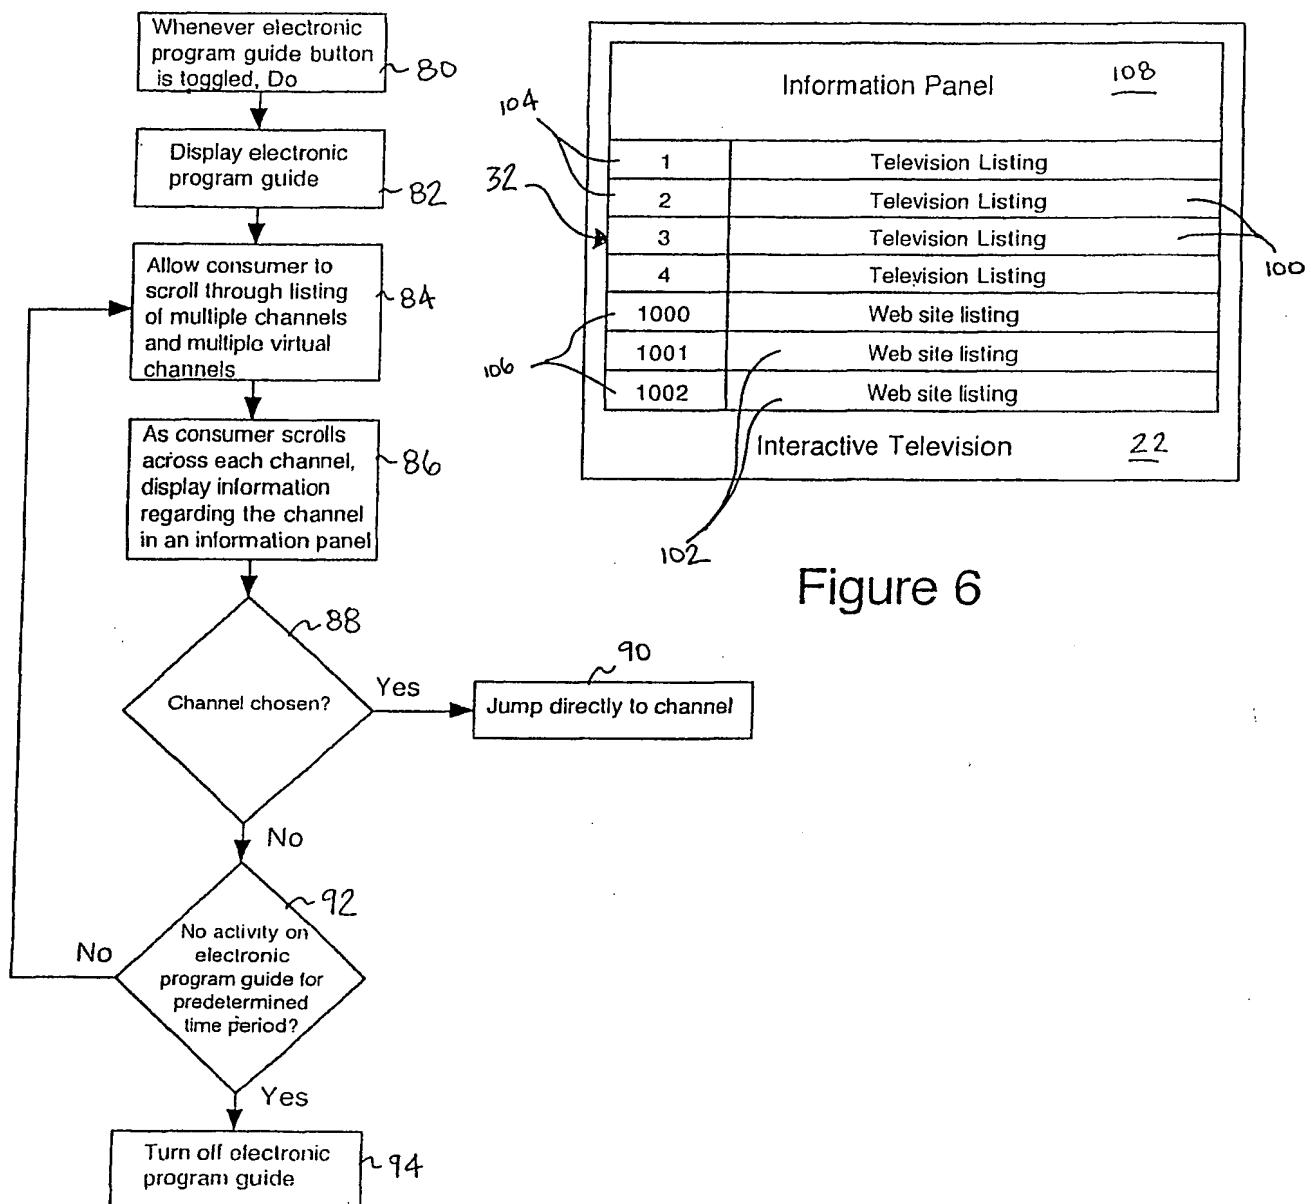 Whenever electronic
program guide button
is toggled, Do
80
Display electronic
program guide
82
Allow consumer to
scroll through listing
of multiple channels
and multiple virtual
channels
84
As consumer scrolls
across each channel,
display information
regarding the channel
in an information panel
86
88
Channel chosen?
Yes
90
Jump directly to channel
No
92
No activity on
electronic
program guide for
predetermined
time period?
No
Yes
Turn off electronic
program guide
94
Information Panel 108
104
32
1 Television Listing
2 Television Listing
3 Television Listing
4 Television Listing
100
1000 Web site listing
1001 Web site listing
1002 Web site listing
106
Interactive Television 22
102
Figure 6